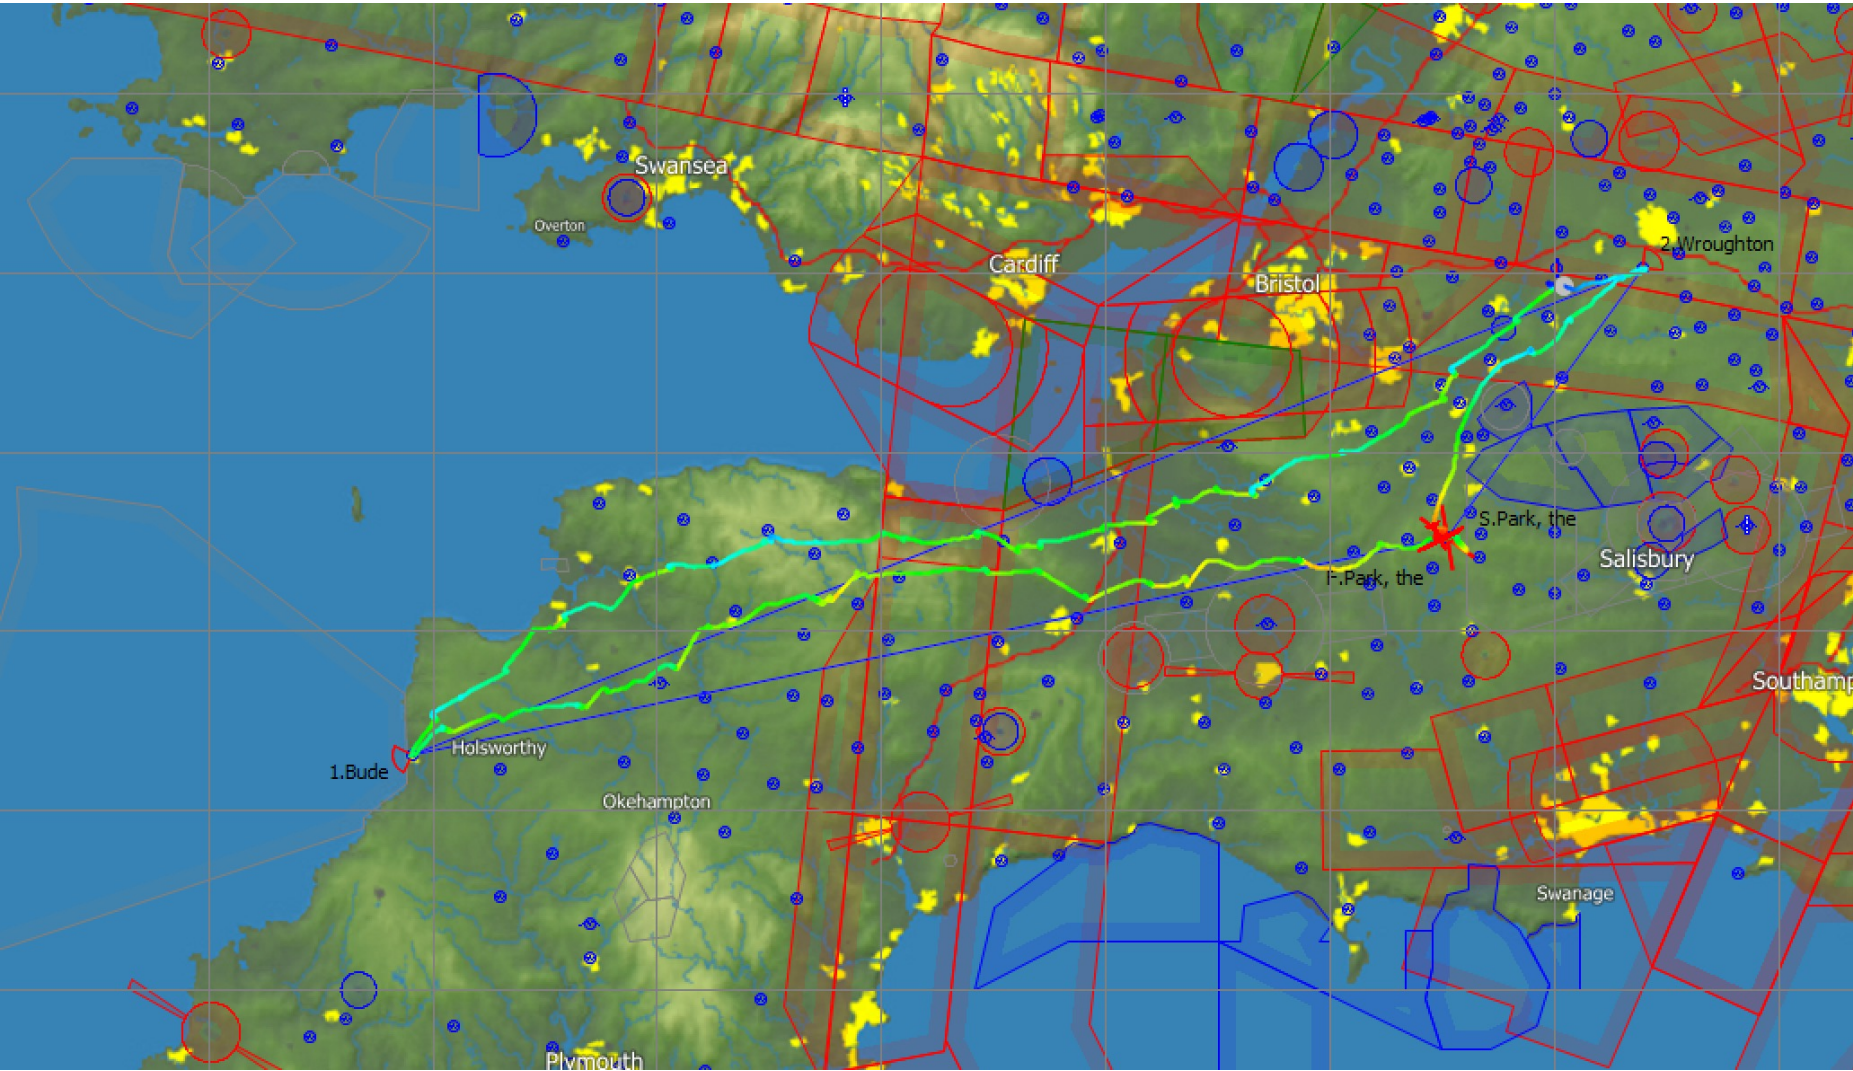 Swansea
Overton
2.Wroughton
Cardiff
Bristol
S.Park, the
Salisbury
F.Park, the
Southamp
Holsworthy
1.Bude
Okehampton
Swanage
Plymouth